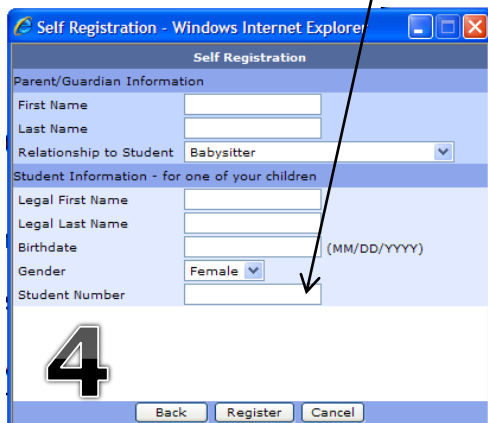 Self Registration - Windows Internet Explorer
Self Registration
Parent/Guardian Information
First Name
Last Name
Relationship to Student Babysitter
Student Information - for one of your children
Legal First Name
Legal Last Name
Birthdate (MM/DD/YYYY)
Gender Female
Student Number
4
Back Register Cancel